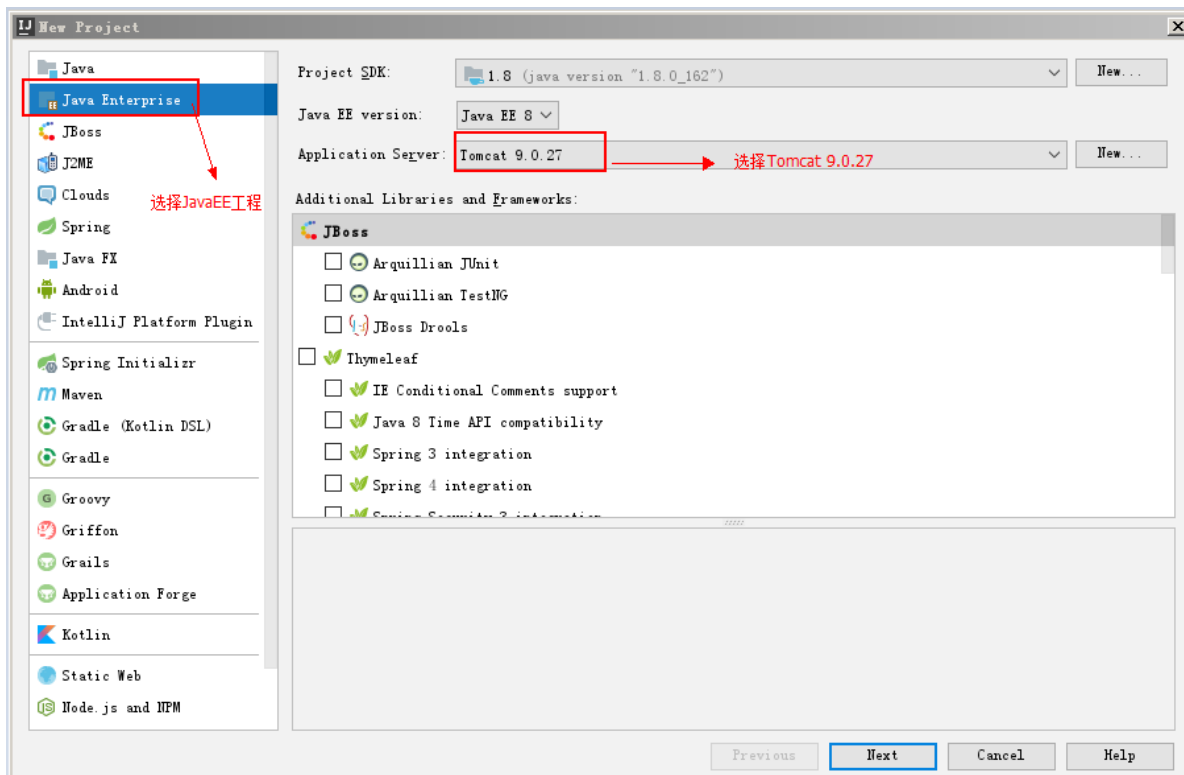 New Project
Java
Java Enterprise
JBoss
J2ME
Clouds
Spring
Java FX
Android
IntelliJ Platform Plugin
Spring Initializr
Maven
Gradle (Kotlin DSL)
Gradle
Groovy
Griffon
Grails
Application Forge
Kotlin
Static Web
Node.js and NPM
选择JavaEE工程
Project SDK: 1.8 (java version "1.8.0_162") New...
Java EE version: Java EE 8
Application Server: Tomcat 9.0.27 选择Tomcat 9.0.27 New...
Additional Libraries and Frameworks:
JBoss
Arquillian JUnit
Arquillian TestNG
JBoss Drools
Thymeleaf
IE Conditional Comments support
Java 8 Time API compatibility
Spring 3 integration
Spring 4 integration
Spring Security 3 integration
Previous Next Cancel Help